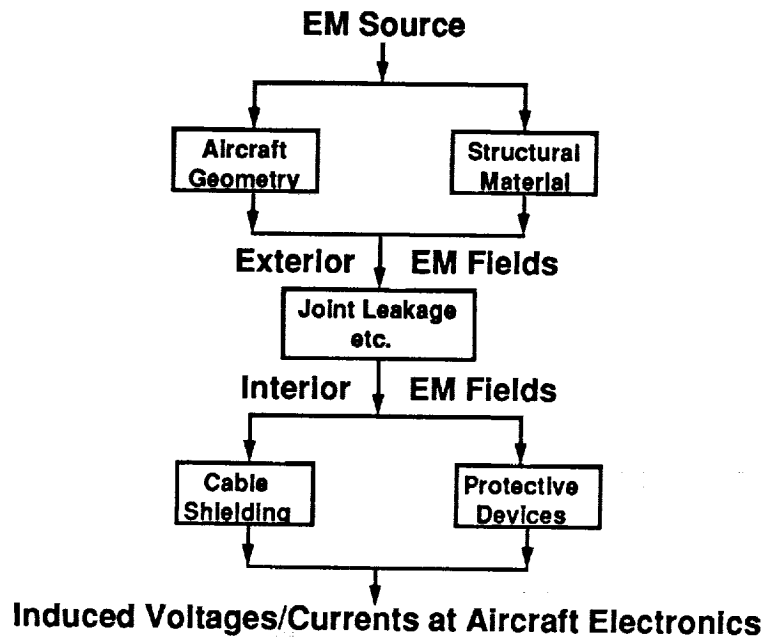 EM Source
Aircraft
Geometry
Structural
Material
Exterior EM Fields
Joint Leakage
etc.
Interior EM Fields
Cable
Shielding
Protective
Devices
Induced Voltages/Currents at Aircraft Electronics